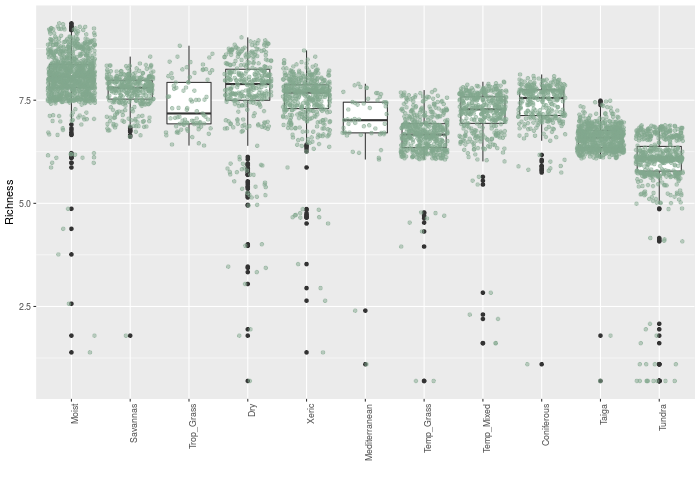 Richness
7.5
5.0
2.5
Moist
Savannas
Trop_Grass
Dry
Xeric
Mediterranean
Temp_Grass
Temp_Mixed
Coniferous
Taiga
Tundra